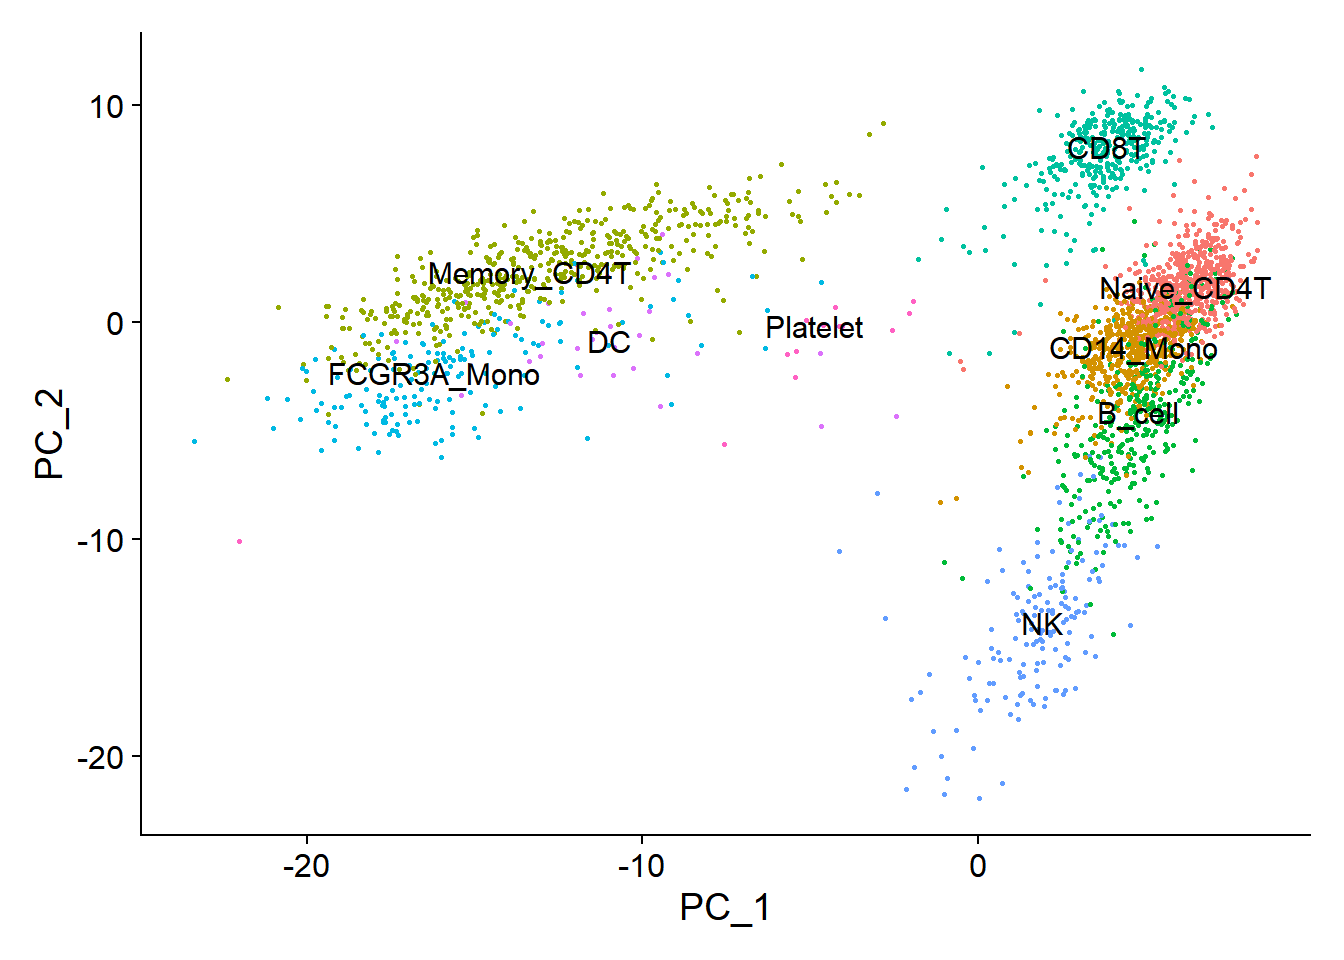 10
0
-10
-20
PC_2
CD8T
Memory_CD4T
Naive_CD4T
Platelet
DC
CD14_Mono
FCGR3A_Mono
B_cell
NK
-20
-10
0
PC_1